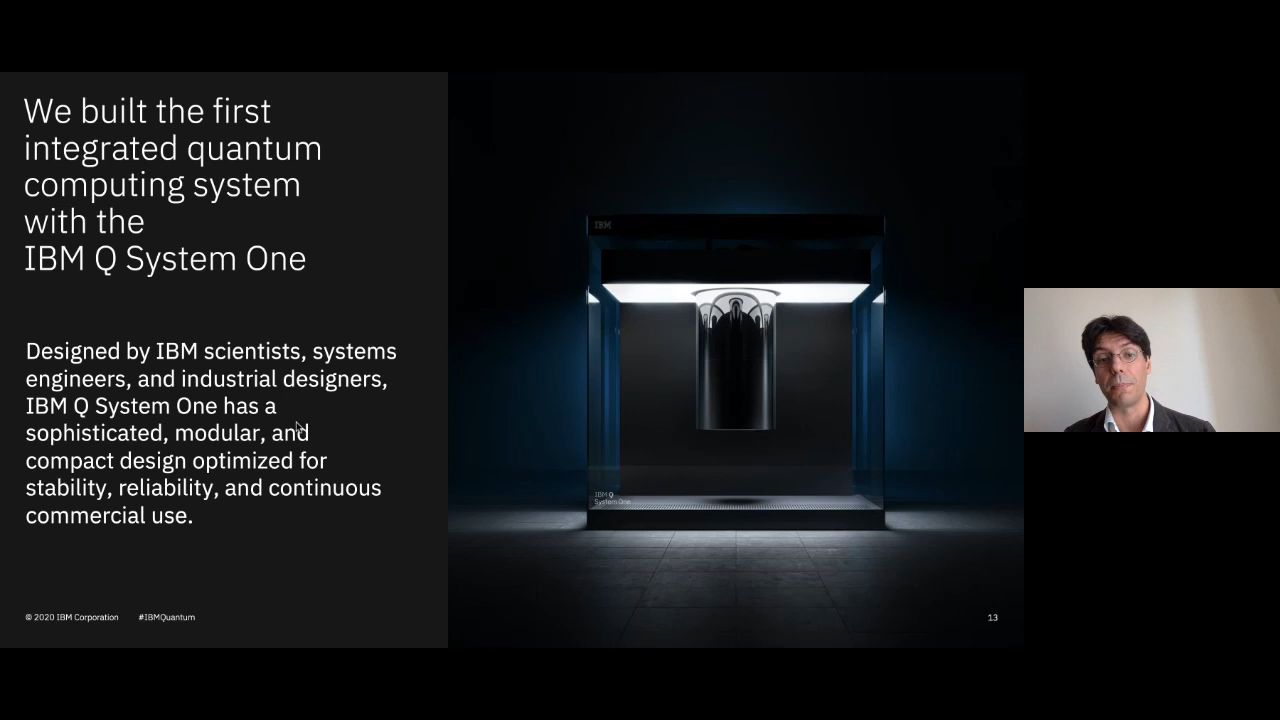 We built the first
integrated quantum
computing system
with the
IBM Q System One
Designed by IBM scientists, systems
engineers, and industrial designers,
IBM Q System One has a
sophisticated, modular, and
compact design optimized for
stability, reliability, and continuous
commercial use.
IBM
IBM Q
System One
© 2020 IBM Corporation #IBMQuantum
13